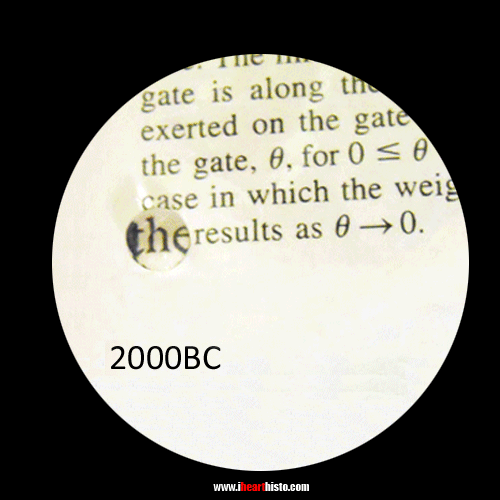 gate is along the
exerted on the gate
the gate, θ, for 0 ≤ θ
case in which the weig
the results as θ → 0.
2000BC
www.ihearthisto.com